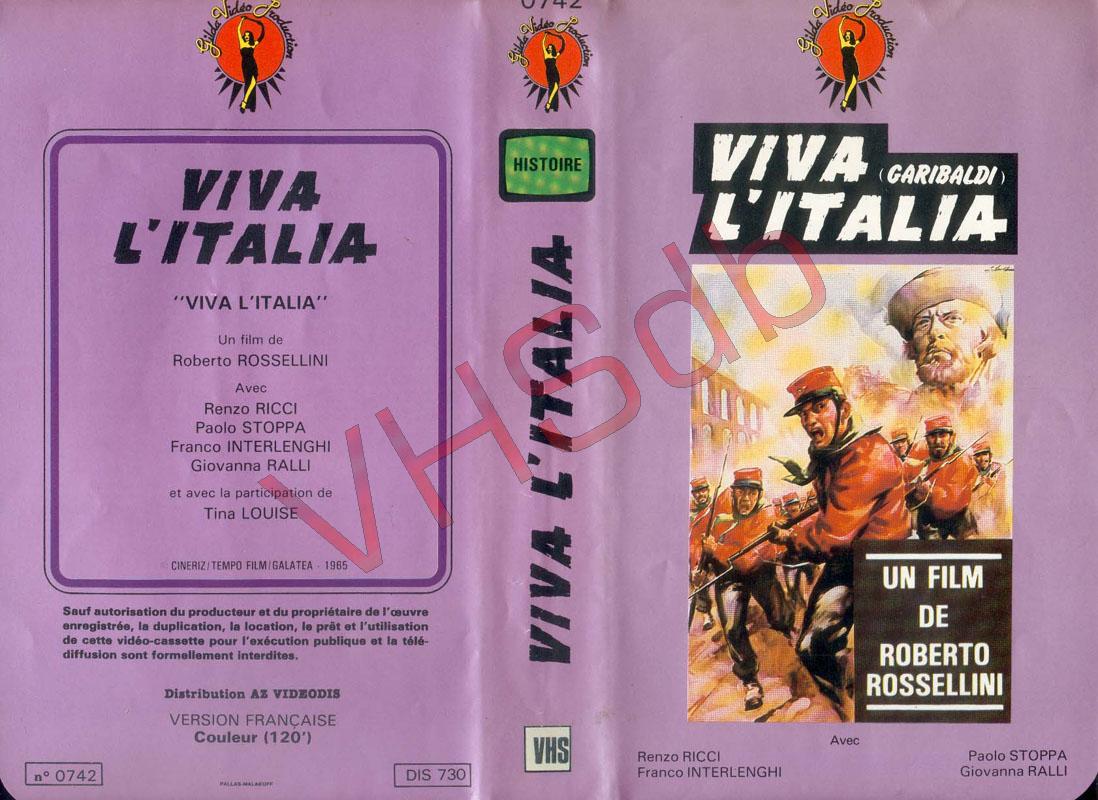 Gilda Vidéo Production
VIVA
L'ITALIA
"VIVA L'ITALIA"
Un film de
Roberto ROSSELLINI
Avec
Renzo RICCI
Paolo STOPPA
Franco INTERLENGHI
Giovanna RALLI
et avec la participation de
Tina LOUISE
CINERIZ/TEMPO FILM/GALATEA - 1965
Sauf autorisation du producteur et du propriétaire de l'œuvre
enregistrée, la duplication, la location, le prêt et l'utilisation
de cette vidéo-cassette pour l'exécution publique et la télé-
diffusion sont formellement interdites.
Distribution AZ VIDEODIS
VERSION FRANÇAISE
Couleur (120')
n° 0742
PALLAS-MALAKOFF
DIS 730
0742
Gilda Vidéo Production
HISTOIRE
VIVA L'ITALIA
VHS
Gilda Vidéo Production
VIVA (GARIBALDI)
L'ITALIA
UN FILM
DE
ROBERTO
ROSSELLINI
Avec
Renzo RICCI Paolo STOPPA
Franco INTERLENGHI Giovanna RALLI
VHSdb